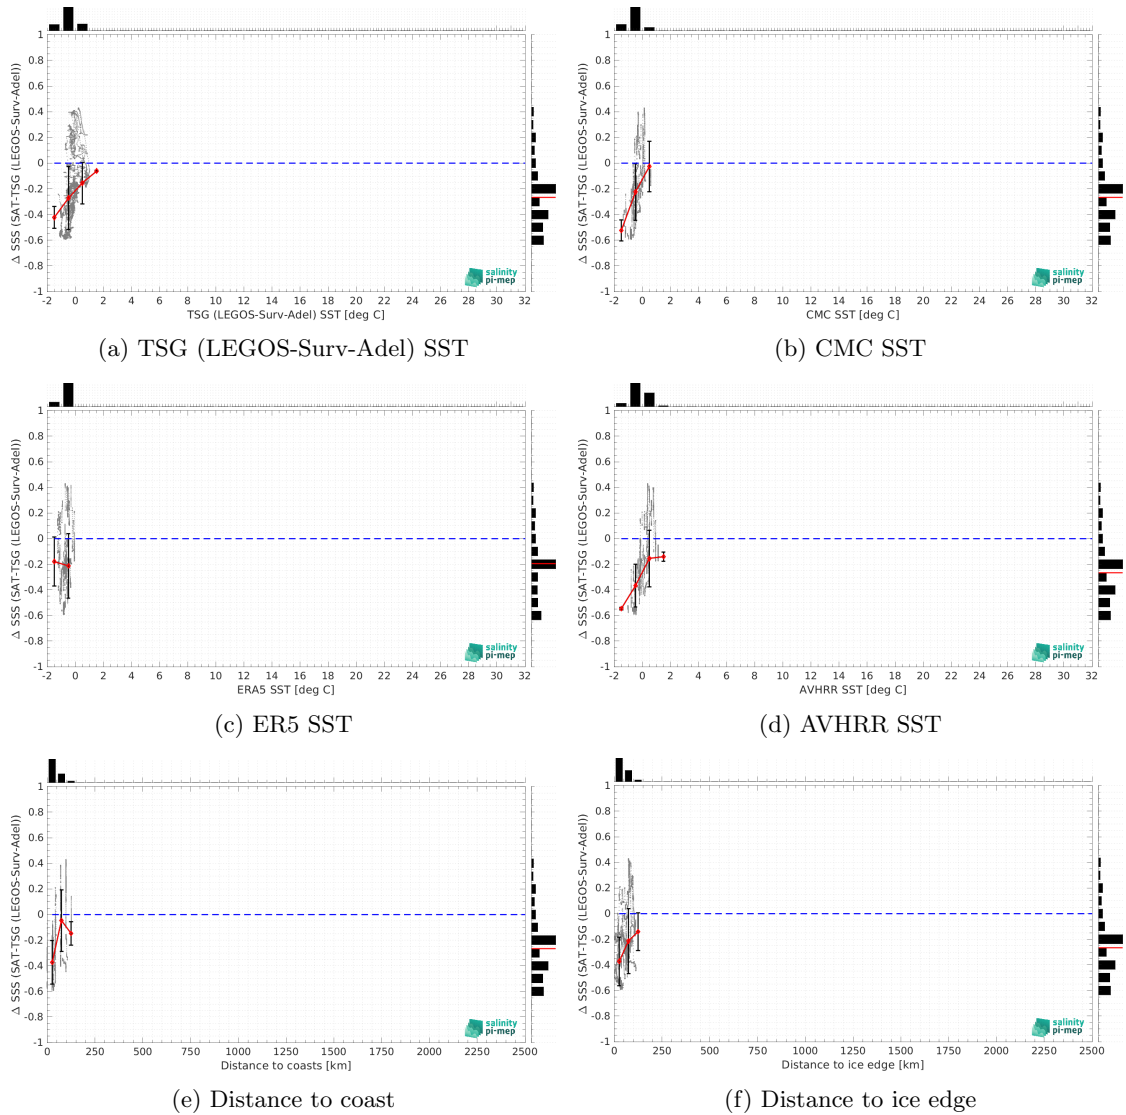 1
0.8
0.6
0.4
0.2
0
-0.2
-0.4
-0.6
-0.8
-1
Δ SSS (SAT-TSG (LEGOS-Surv-Adel))
salinity
pi-mep
-2 0 2 4 6 8 10 12 14 16 18 20 22 24 26 28 30 32
TSG (LEGOS-Surv-Adel) SST [deg C]
(a) TSG (LEGOS-Surv-Adel) SST
1
0.8
0.6
0.4
0.2
0
-0.2
-0.4
-0.6
-0.8
-1
Δ SSS (SAT-TSG (LEGOS-Surv-Adel))
salinity
pi-mep
-2 0 2 4 6 8 10 12 14 16 18 20 22 24 26 28 30 32
CMC SST [deg C]
(b) CMC SST
1
0.8
0.6
0.4
0.2
0
-0.2
-0.4
-0.6
-0.8
-1
Δ SSS (SAT-TSG (LEGOS-Surv-Adel))
salinity
pi-mep
-2 0 2 4 6 8 10 12 14 16 18 20 22 24 26 28 30 32
ERA5 SST [deg C]
(c) ER5 SST
1
0.8
0.6
0.4
0.2
0
-0.2
-0.4
-0.6
-0.8
-1
Δ SSS (SAT-TSG (LEGOS-Surv-Adel))
salinity
pi-mep
-2 0 2 4 6 8 10 12 14 16 18 20 22 24 26 28 30 32
AVHRR SST [deg C]
(d) AVHRR SST
1
0.8
0.6
0.4
0.2
0
-0.2
-0.4
-0.6
-0.8
-1
Δ SSS (SAT-TSG (LEGOS-Surv-Adel))
salinity
pi-mep
0 250 500 750 1000 1250 1500 1750 2000 2250 2500
Distance to coasts [km]
(e) Distance to coast
1
0.8
0.6
0.4
0.2
0
-0.2
-0.4
-0.6
-0.8
-1
Δ SSS (SAT-TSG (LEGOS-Surv-Adel))
salinity
pi-mep
0 250 500 750 1000 1250 1500 1750 2000 2250 2500
Distance to ice edge [km]
(f) Distance to ice edge